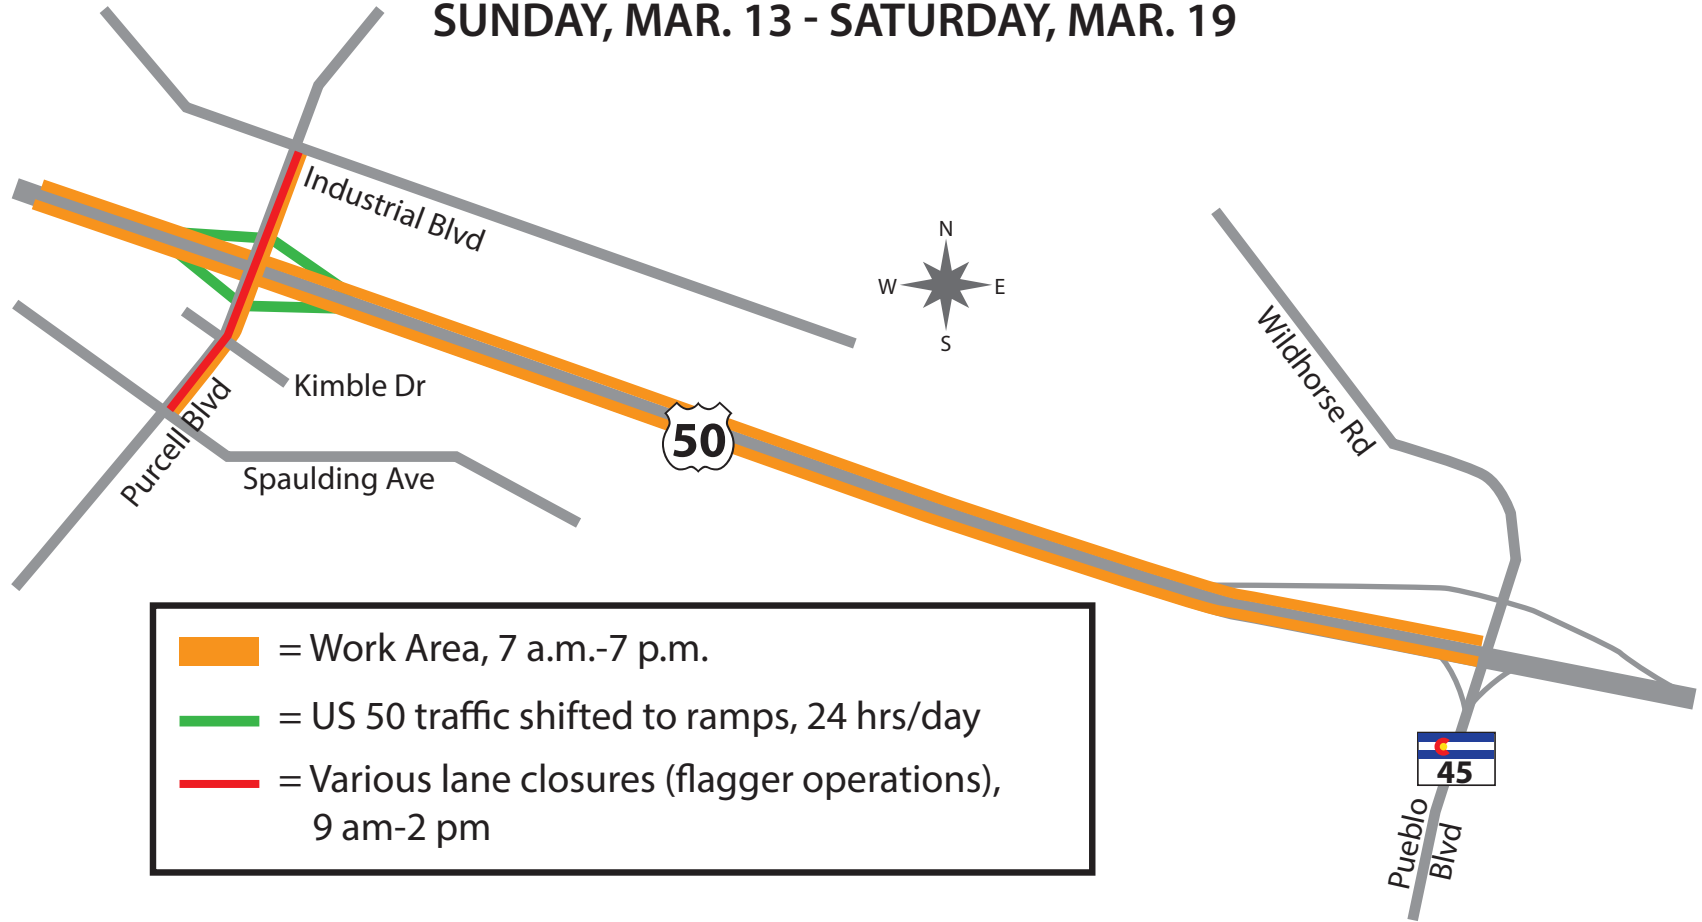 SUNDAY, MAR. 13 - SATURDAY, MAR. 19
Industrial Blvd
N
W
E
S
Wildhorse Rd
Kimble Dr
Purcell Blvd
50
Spaulding Ave
= Work Area, 7 a.m.-7 p.m.
= US 50 traffic shifted to ramps, 24 hrs/day
= Various lane closures (flagger operations),
9 am-2 pm
45
Pueblo
Blvd